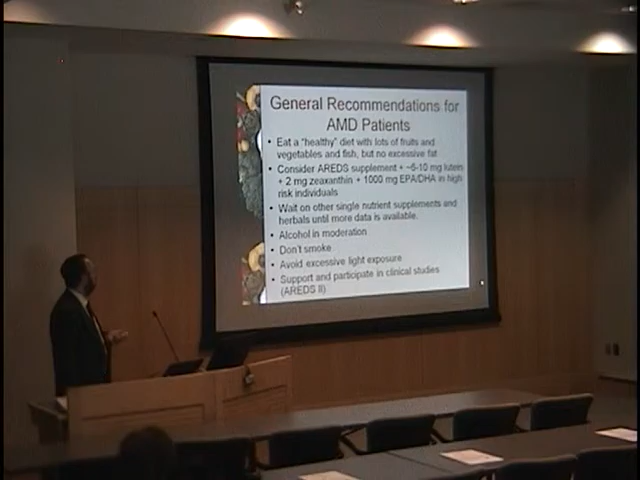 General Recommendations for
AMD Patients
• Eat a "healthy" diet with lots of fruits and
vegetables and fish, but no excessive fat
• Consider AREDS supplement + ~6-10 mg lutein
+ 2 mg zeaxanthin + 1000 mg EPA/DHA in high
risk individuals
• Wait on other single nutrient supplements and
herbals until more data is available.
• Alcohol in moderation
• Don't smoke
• Avoid excessive light exposure
• Support and participate in clinical studies
(AREDS II)